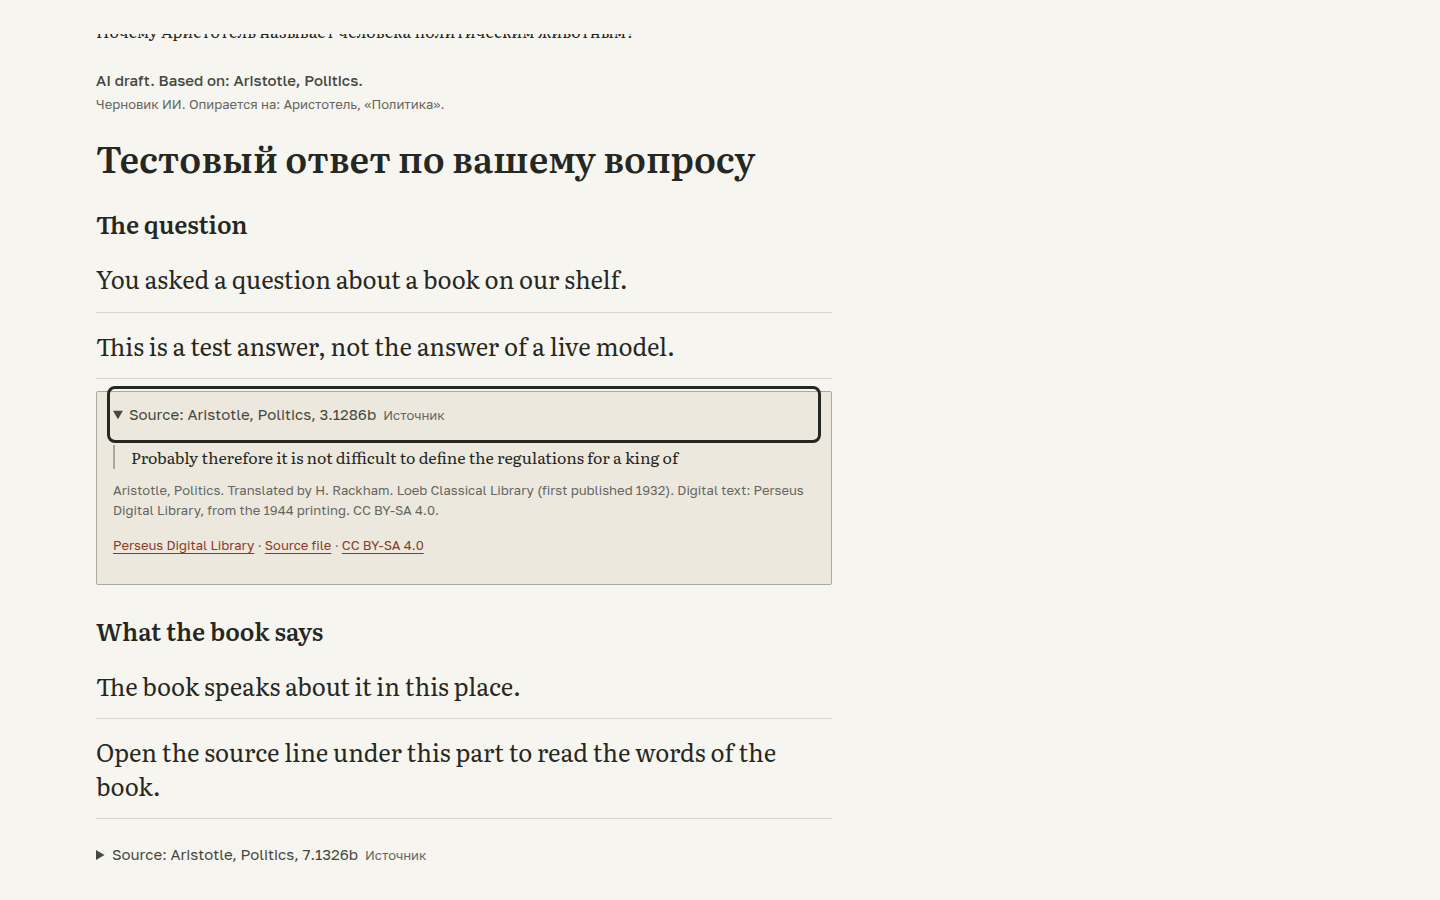 Почему Аристотель называет человека политическим животным?
AI draft. Based on: Aristotle, Politics.
Черновик ИИ. Опирается на: Аристотель, «Политика».
Тестовый ответ по вашему вопросу
The question
You asked a question about a book on our shelf.
This is a test answer, not the answer of a live model.
Source: Aristotle, Politics, 3.1286b Источник
Probably therefore it is not difficult to define the regulations for a king of
Aristotle, Politics. Translated by H. Rackham. Loeb Classical Library (first published 1932). Digital text: Perseus
Digital Library, from the 1944 printing. CC BY-SA 4.0.
Perseus Digital Library · Source file · CC BY-SA 4.0
What the book says
The book speaks about it in this place.
Open the source line under this part to read the words of the
book.
Source: Aristotle, Politics, 7.1326b Источник